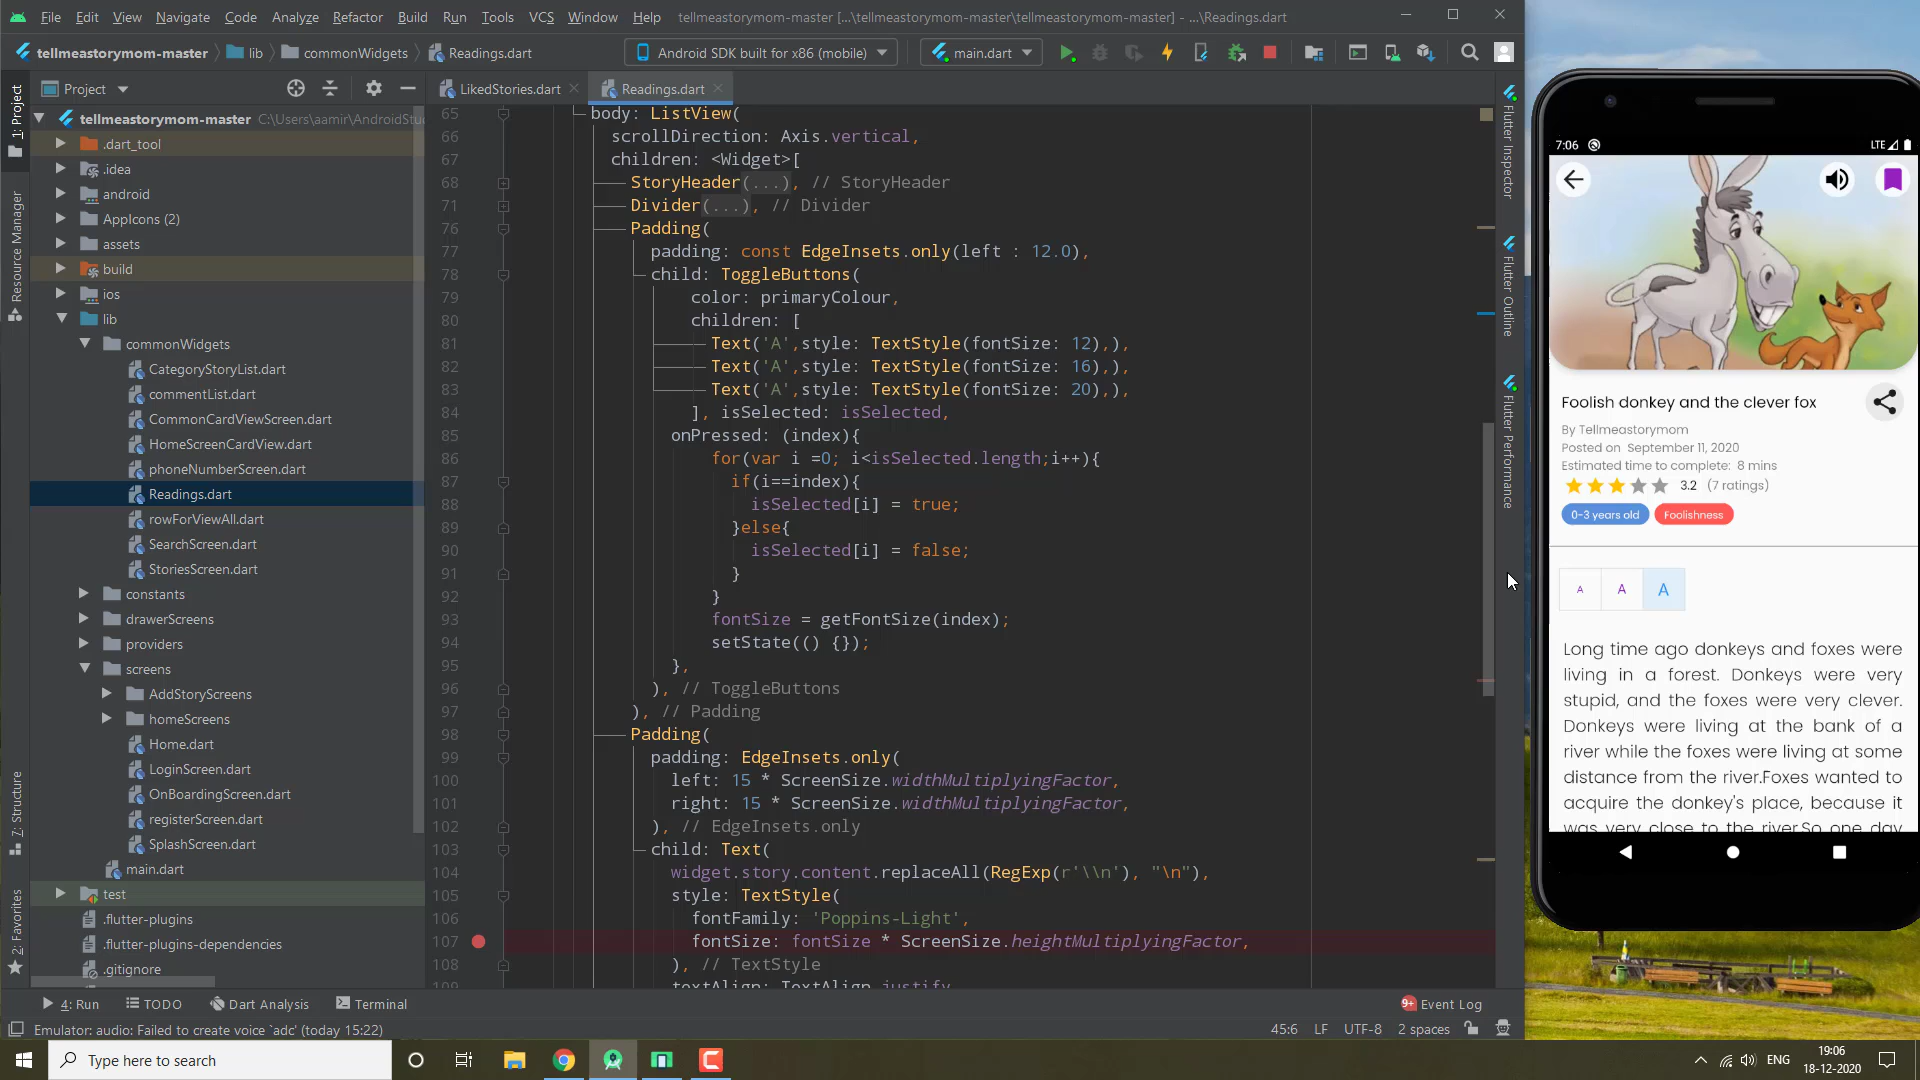 File Edit View Navigate Code Analyze Refactor Build Run Tools VCS Window Help tellmeastorymom-master [...\tellmeastorymom-master\tellmeastorymom-master] - ...\Readings.dart
tellmeastorymom-master lib commonWidgets Readings.dart
Android SDK built for x86 (mobile) main.dart
Project
LikedStories.dart
Readings.dart
1: Project
Resource Manager
7: Structure
2: Favorites
tellmeastorymom-master C:\Users\aamir\AndroidStu
.dart_tool
.idea
android
AppIcons (2)
assets
build
ios
lib
commonWidgets
CategoryStoryList.dart
commentList.dart
CommonCardViewScreen.dart
HomeScreenCardView.dart
phoneNumberScreen.dart
Readings.dart
rowForViewAll.dart
SearchScreen.dart
StoriesScreen.dart
constants
drawerScreens
providers
screens
AddStoryScreens
homeScreens
Home.dart
LoginScreen.dart
OnBoardingScreen.dart
registerScreen.dart
SplashScreen.dart
main.dart
test
.flutter-plugins
.flutter-plugins-dependencies
.gitignore
65 body: ListView(
66 scrollDirection: Axis.vertical,
67 children: <Widget>[
68 StoryHeader(...), // StoryHeader
71 Divider(...), // Divider
76 Padding(
77 padding: const EdgeInsets.only(left : 12.0),
78 child: ToggleButtons(
79 color: primaryColour,
80 children: [
81 Text('A',style: TextStyle(fontSize: 12),),
82 Text('A',style: TextStyle(fontSize: 16),),
83 Text('A',style: TextStyle(fontSize: 20),),
84 ], isSelected: isSelected,
85 onPressed: (index){
86 for(var i =0; i<isSelected.length;i++){
87 if(i==index){
88 isSelected[i] = true;
89 }else{
90 isSelected[i] = false;
91 }
92 }
93 fontSize = getFontSize(index);
94 setState(() {});
95 },
96 ), // ToggleButtons
97 ), // Padding
98 Padding(
99 padding: EdgeInsets.only(
100 left: 15 * ScreenSize.widthMultiplyingFactor,
101 right: 15 * ScreenSize.widthMultiplyingFactor,
102 ), // EdgeInsets.only
103 child: Text(
104 widget.story.content.replaceAll(RegExp(r'\\n'), "\n"),
105 style: TextStyle(
106 fontFamily: 'Poppins-Light',
107 fontSize: fontSize * ScreenSize.heightMultiplyingFactor,
108 ), // TextStyle
109 textAlign: TextAlign.justify,
Flutter Inspector
Flutter Outline
Flutter Performance
7:06 LTE
Foolish donkey and the clever fox
By Tellmeastorymom
Posted on September 11, 2020
Estimated time to complete: 8 mins
3.2 (7 ratings)
0-3 years old Foolishness
A A A
Long time ago donkeys and foxes were
living in a forest. Donkeys were very
stupid, and the foxes were very clever.
Donkeys were living at the bank of a
river while the foxes were living at some
distance from the river.Foxes wanted to
acquire the donkey's place, because it
was very close to the river.So one day
4: Run TODO Dart Analysis Terminal 9+ Event Log
Emulator: audio: Failed to create voice `adc' (today 15:22) 45:6 LF UTF-8 2 spaces
Type here to search
ENG
19:06
18-12-2020